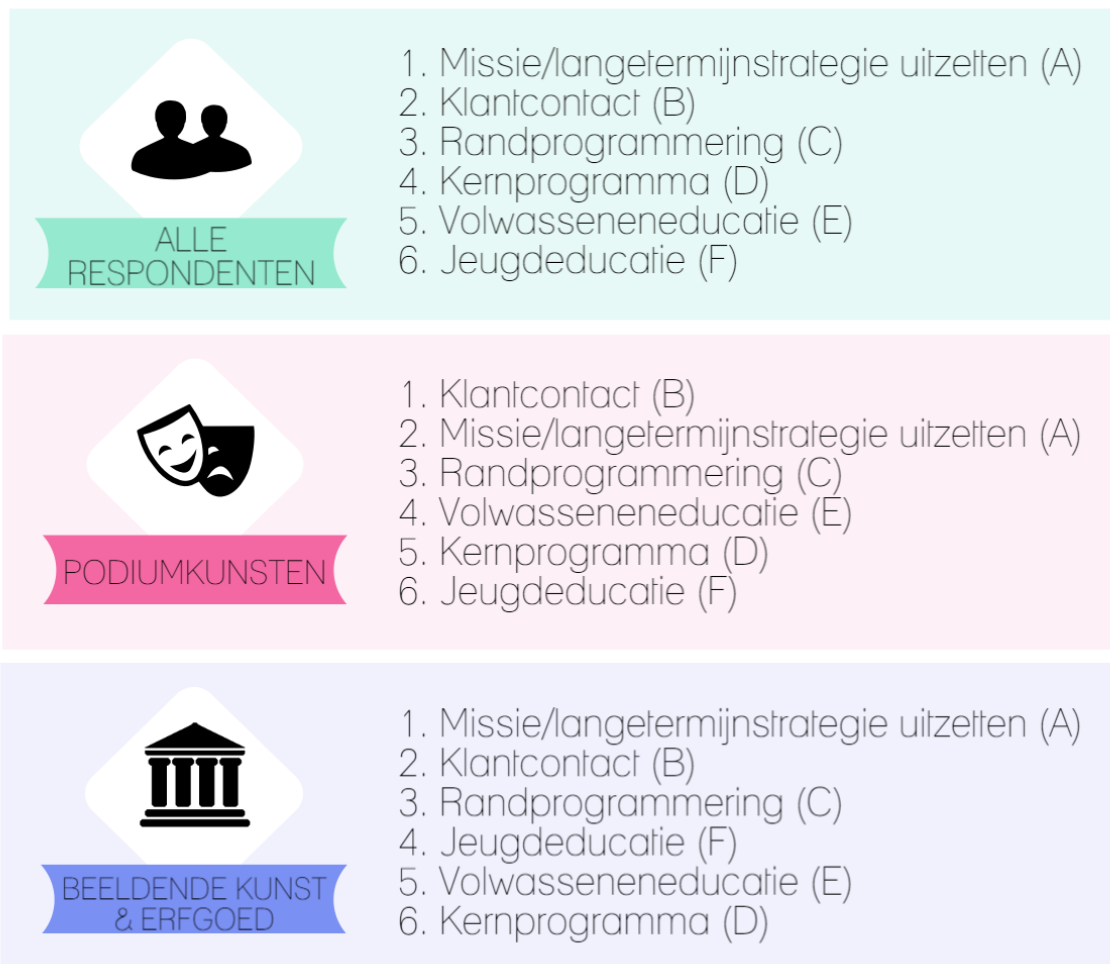 ALLE
RESPONDENTEN
1. Missie/langetermijnstrategie uitzetten (A)
2. Klantcontact (B)
3. Randprogrammering (C)
4. Kernprogramma (D)
5. Volwasseneneducatie (E)
6. Jeugdeducatie (F)
PODIUMKUNSTEN
1. Klantcontact (B)
2. Missie/langetermijnstrategie uitzetten (A)
3. Randprogrammering (C)
4. Volwasseneneducatie (E)
5. Kernprogramma (D)
6. Jeugdeducatie (F)
BEELDENDE KUNST
& ERFGOED
1. Missie/langetermijnstrategie uitzetten (A)
2. Klantcontact (B)
3. Randprogrammering (C)
4. Jeugdeducatie (F)
5. Volwasseneneducatie (E)
6. Kernprogramma (D)